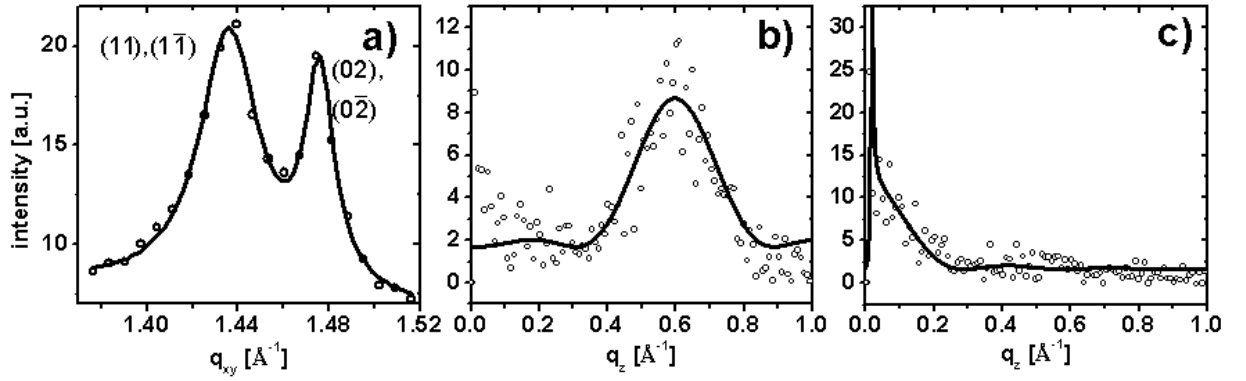 intensity [a.u.]
20
15
10
(11),(11̄)
a)
(02),
(02̄)
1.40 1.44 1.48 1.52
q_xy [Å⁻¹]
12
10
8
6
4
2
0
b)
0.0 0.2 0.4 0.6 0.8 1.0
q_z [Å⁻¹]
30
25
20
15
10
5
0
c)
0.0 0.2 0.4 0.6 0.8 1.0
q_z [Å⁻¹]